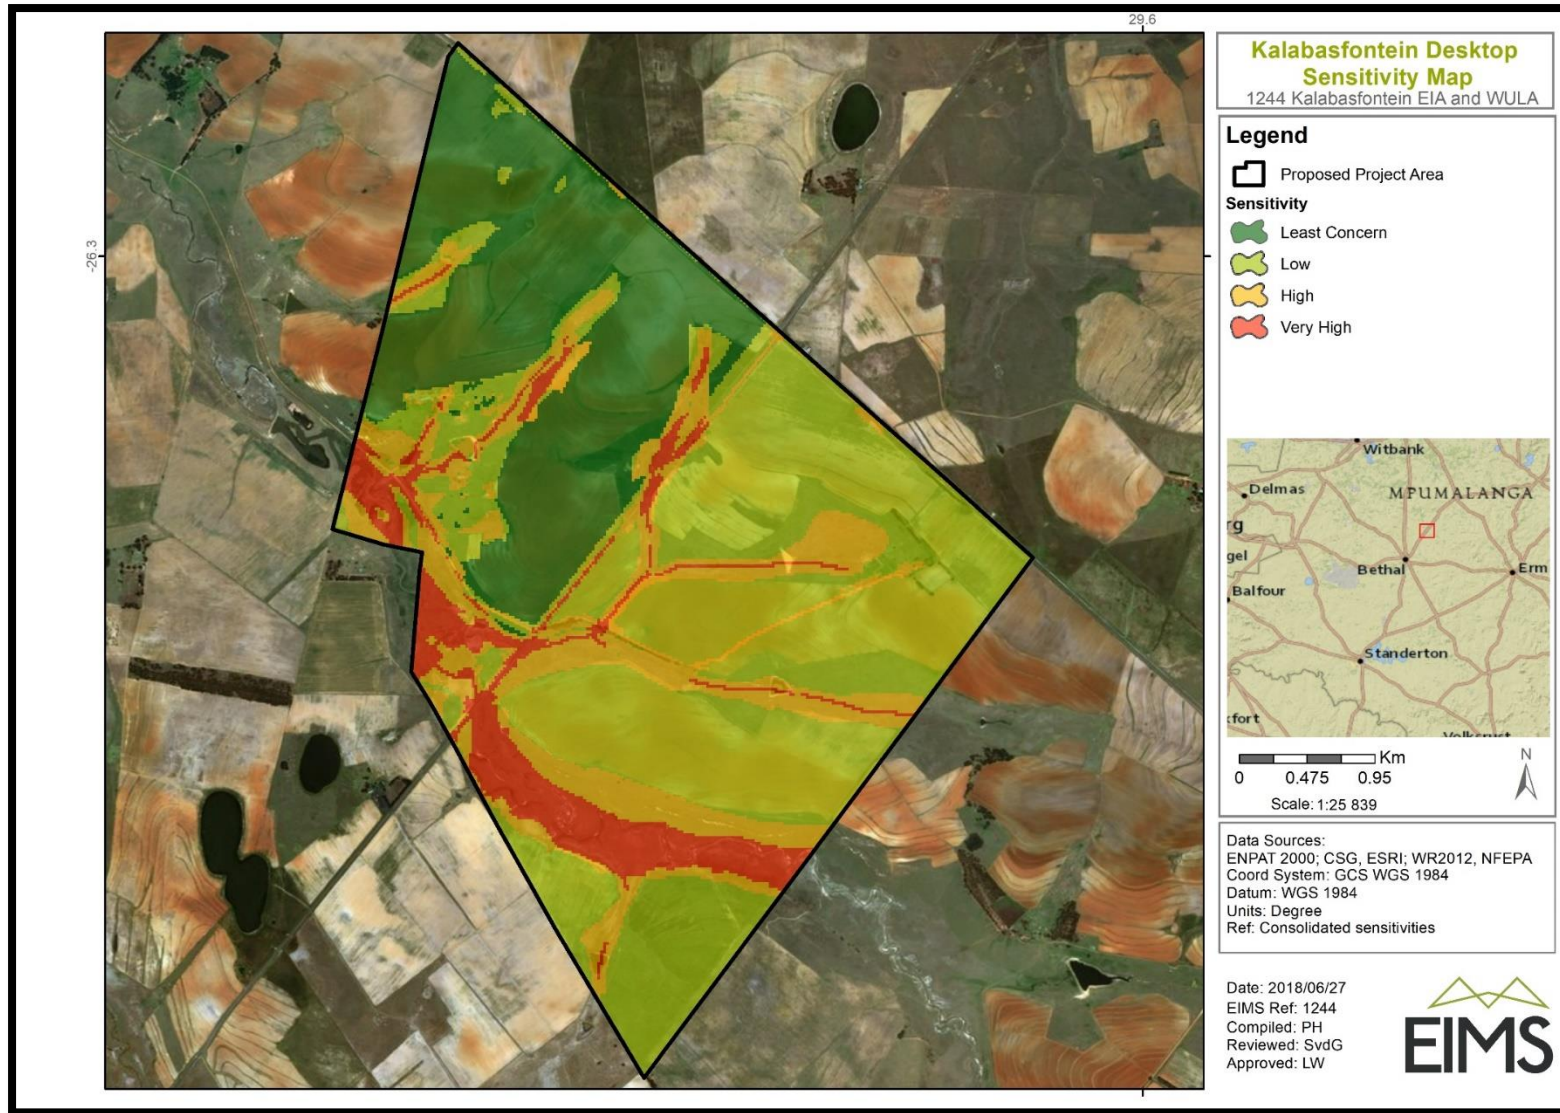 29.6
-26.3
Kalabasfontein Desktop
Sensitivity Map
1244 Kalabasfontein EIA and WULA
Legend
Proposed Project Area
Sensitivity
Least Concern
Low
High
Very High
Witbank
Delmas
MPUMALANGA
rg
gel
Bethal
Erm
Balfour
Standerton
fort
Volksrust
Km
0 0.475 0.95
N
Scale: 1:25 839
Data Sources:
ENPAT 2000; CSG, ESRI; WR2012, NFEPA
Coord System: GCS WGS 1984
Datum: WGS 1984
Units: Degree
Ref: Consolidated sensitivities
Date: 2018/06/27
EIMS Ref: 1244
Compiled: PH
Reviewed: SvdG
Approved: LW
EIMS